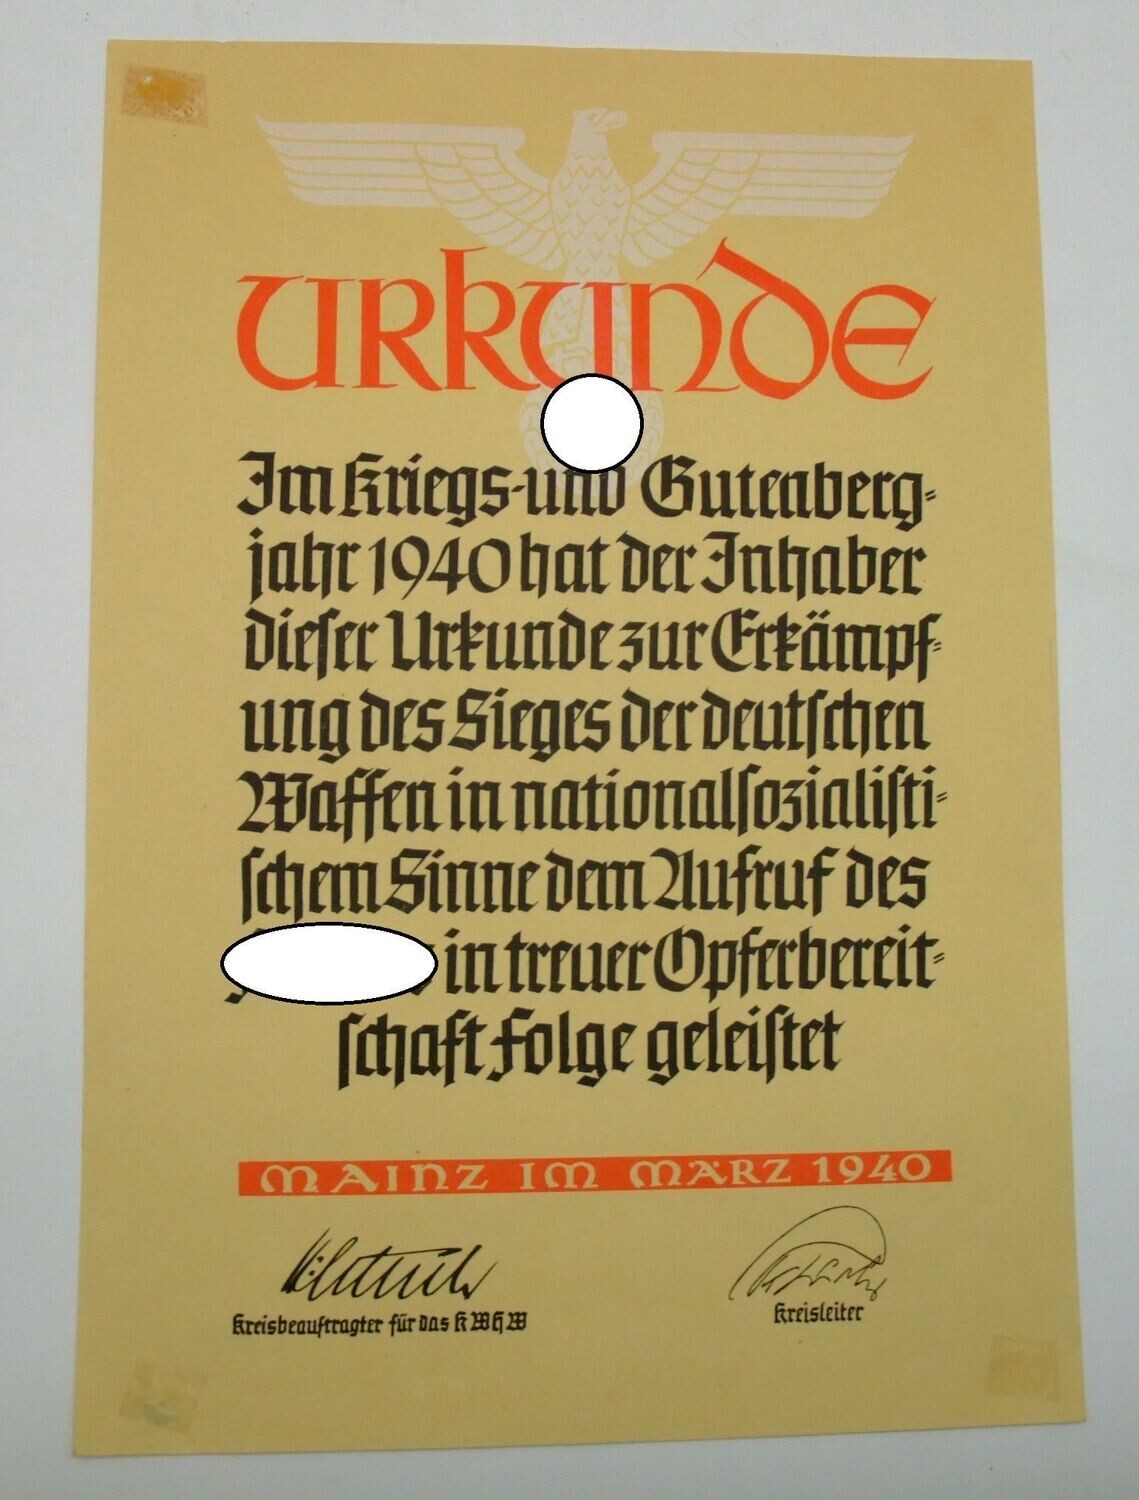 Urkunde
Im Kriegs- und Gutenberg-
jahr 1940 hat der Inhaber
dieser Urkunde zur Erkämpf-
ung des Sieges der deutschen
Waffen in nationalsozialisti-
schem Sinne dem Aufruf des
in treuer Opferbereit-
schaft Folge geleistet
MAINZ IM MÄRZ 1940
Kreisbeauftragter für das KWHW
Kreisleiter